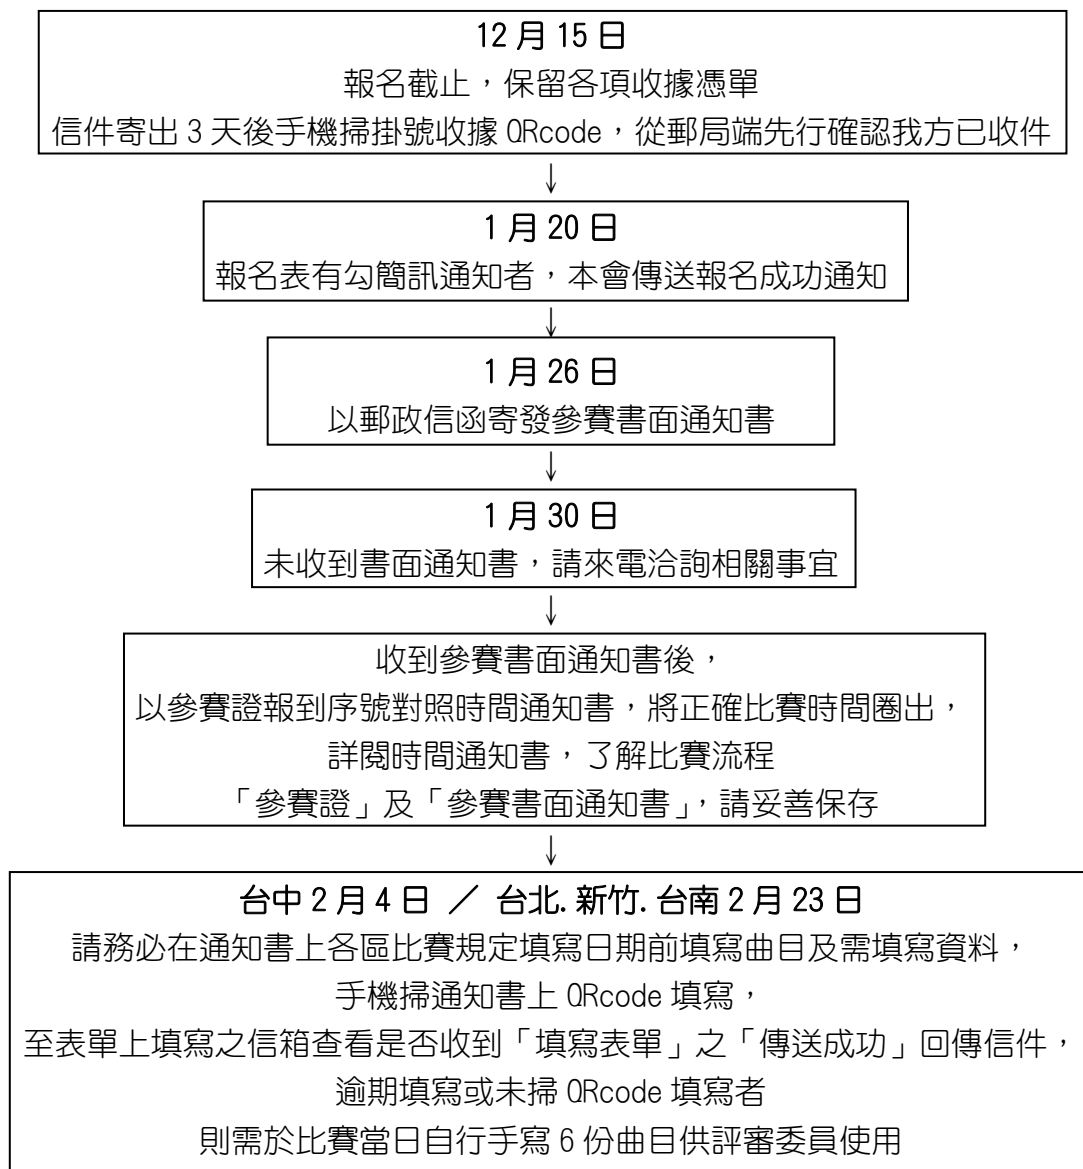 12 月 15 日
報名截止，保留各項收據憑單
信件寄出 3 天後手機掃掛號收據 QRcode，從郵局端先行確認我方已收件
↓
1 月 20 日
報名表有勾簡訊通知者，本會傳送報名成功通知
↓
1 月 26 日
以郵政信函寄發參賽書面通知書
↓
1 月 30 日
未收到書面通知書，請來電洽詢相關事宜
↓
收到參賽書面通知書後，
以參賽證報到序號對照時間通知書，將正確比賽時間圈出，
詳閱時間通知書，了解比賽流程
「參賽證」及「參賽書面通知書」，請妥善保存
↓
台中 2 月 4 日 ／ 台北.新竹.台南 2 月 23 日
請務必在通知書上各區比賽規定填寫日期前填寫曲目及需填寫資料，
手機掃通知書上 QRcode 填寫，
至表單上填寫之信箱查看是否收到「填寫表單」之「傳送成功」回傳信件，
逾期填寫或未掃 QRcode 填寫者
則需於比賽當日自行手寫 6 份曲目供評審委員使用